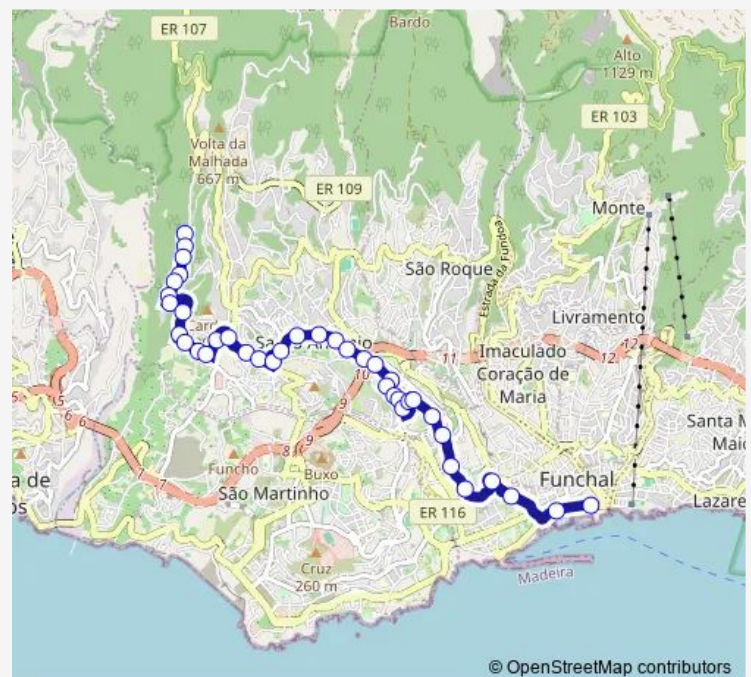 ER 107
Bardo
Alto
1129 m
ER 103
Volta da
Malhada
667 m
ER 109
Monte
São Roque
Estrada da Fundoa
Livramento
11
12
12
Imaculado
Coração de
Maria
10
9
9
8
5
6
6
7
Santa M
Funcho
Buxo
São Martinho
Funchal
ER 116
Lazare
Cruz
260 m
Madeira
© OpenStreetMap contributors